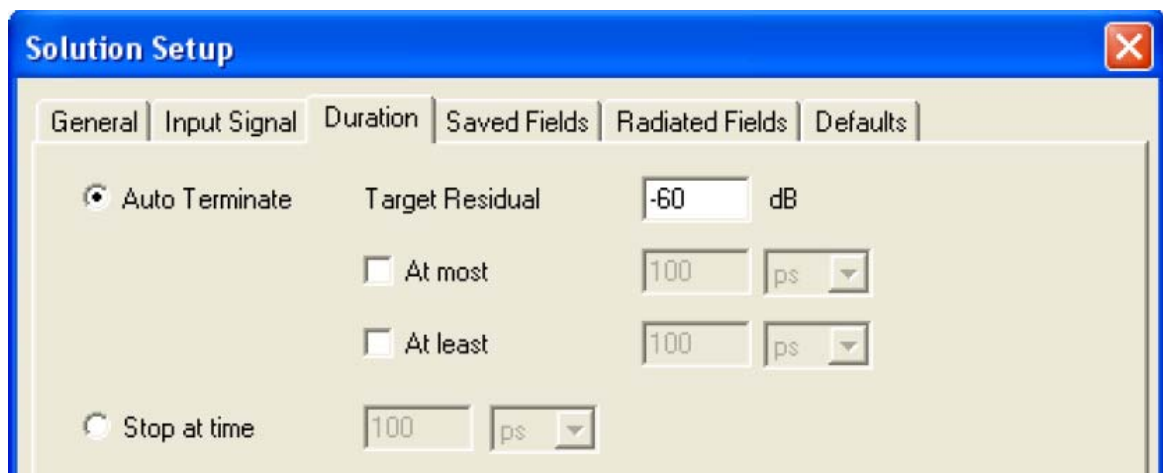 Solution Setup
General Input Signal Duration Saved Fields Radiated Fields Defaults
Auto Terminate Target Residual -60 dB
At most 100 ps
At least 100 ps
Stop at time 100 ps